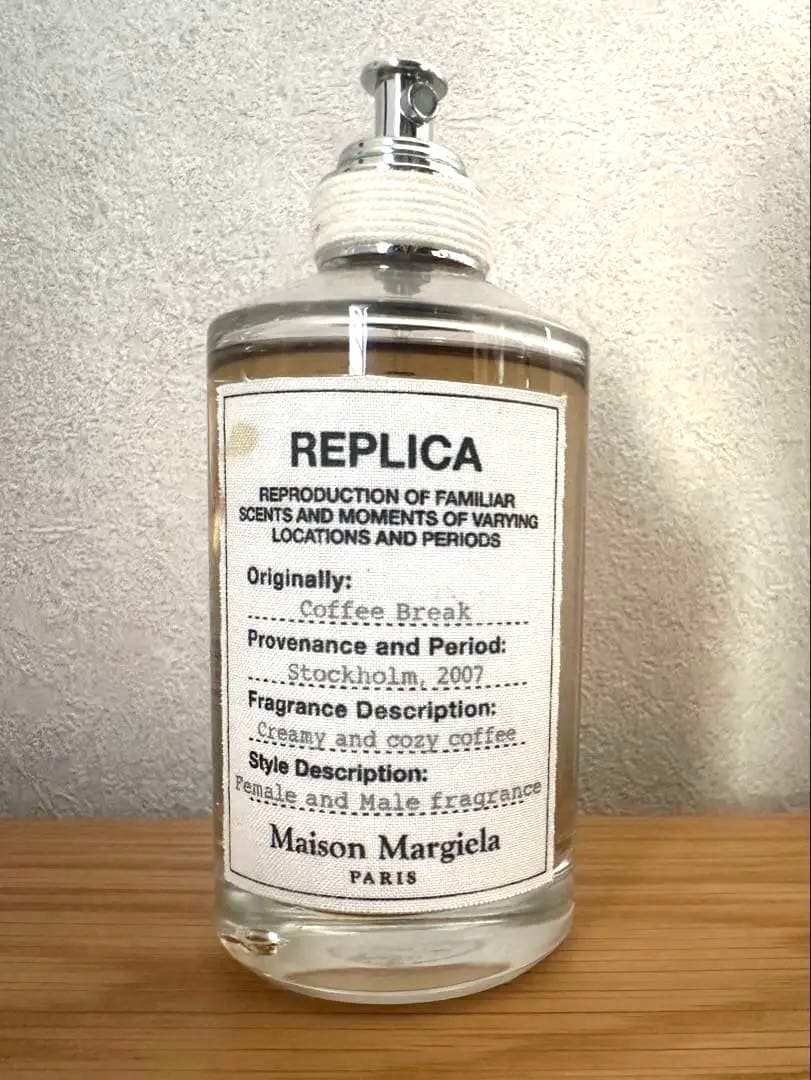 REPLICA
REPRODUCTION OF FAMILIAR
SCENTS AND MOMENTS OF VARYING
LOCATIONS AND PERIODS
Originally:
Coffee Break
Provenance and Period:
Stockholm, 2007
Fragrance Description:
Creamy and cozy coffee
Style Description:
Female and Male fragrance
Maison Margiela
PARIS